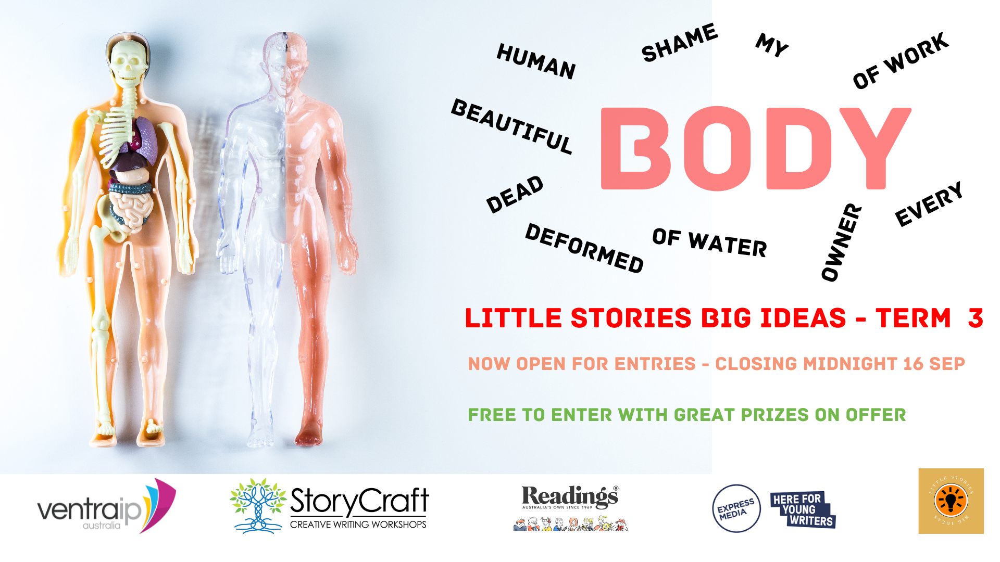 HUMAN
SHAME
MY
OF WORK
BEAUTIFUL
BODY
DEAD
DEFORMED
OF WATER
OWNER
EVERY
LITTLE STORIES BIG IDEAS - TERM 3
NOW OPEN FOR ENTRIES - CLOSING MIDNIGHT 16 SEP
FREE TO ENTER WITH GREAT PRIZES ON OFFER
ventraip
australia
StoryCraft
CREATIVE WRITING WORKSHOPS
Readings®
AUSTRALIA'S OWN SINCE 1969
EXPRESS
MEDIA
HERE FOR
YOUNG
WRITERS
LITTLE STORIES
BIG IDEAS